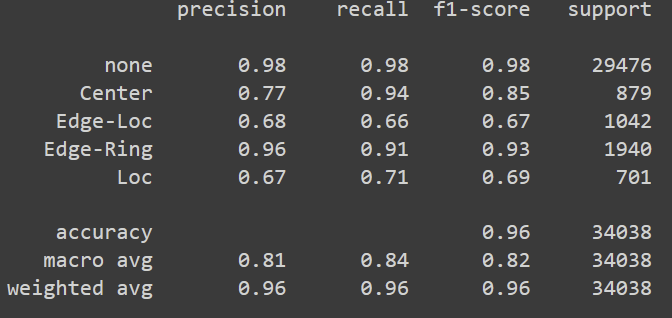 precision recall f1-score support
none 0.98 0.98 0.98 29476
Center 0.77 0.94 0.85 879
Edge-Loc 0.68 0.66 0.67 1042
Edge-Ring 0.96 0.91 0.93 1940
Loc 0.67 0.71 0.69 701
accuracy 0.96 34038
macro avg 0.81 0.84 0.82 34038
weighted avg 0.96 0.96 0.96 34038